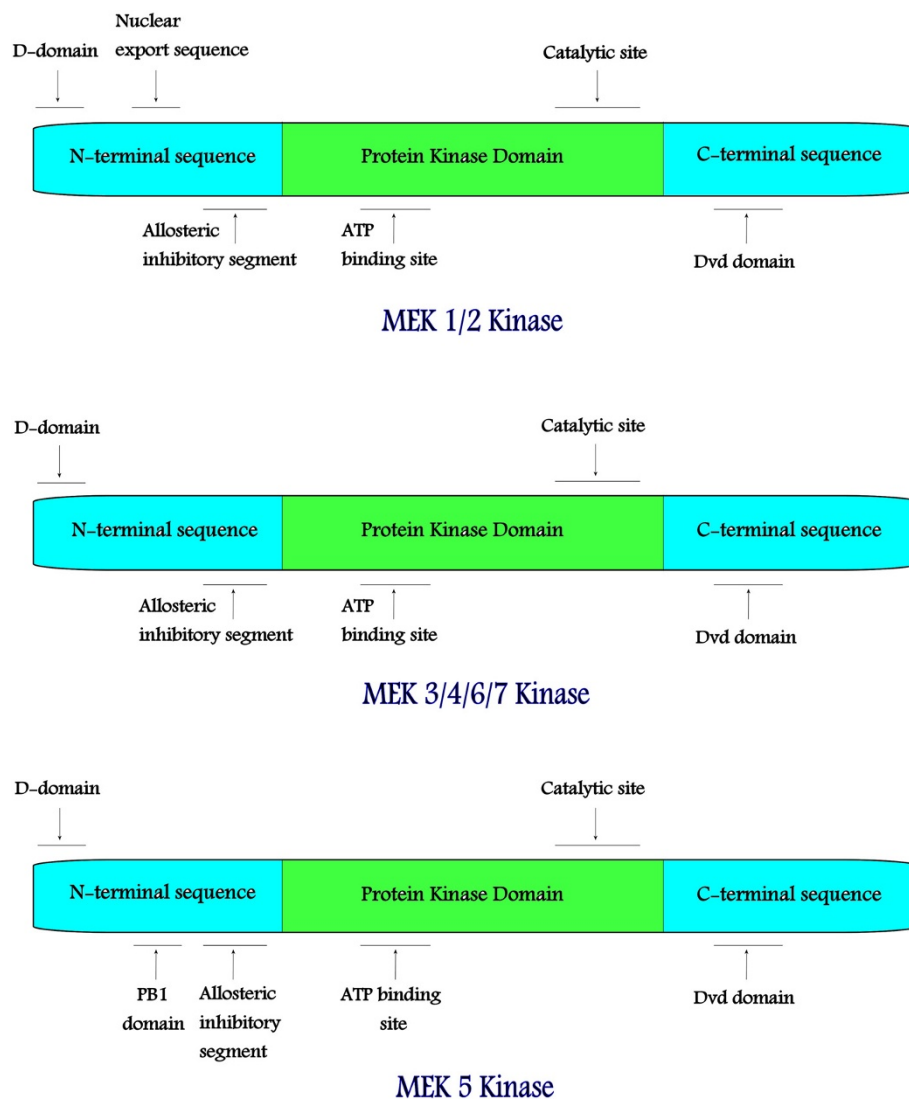 D-domain
Nuclear
export sequence
Catalytic site
N-terminal sequence
Protein Kinase Domain
C-terminal sequence
Allosteric
inhibitory segment
ATP
binding site
Dvd domain
MEK 1/2 Kinase
D-domain
Catalytic site
N-terminal sequence
Protein Kinase Domain
C-terminal sequence
Allosteric
inhibitory segment
ATP
binding site
Dvd domain
MEK 3/4/6/7 Kinase
D-domain
Catalytic site
N-terminal sequence
Protein Kinase Domain
C-terminal sequence
PB1
domain
Allosteric
inhibitory
segment
ATP binding
site
Dvd domain
MEK 5 Kinase